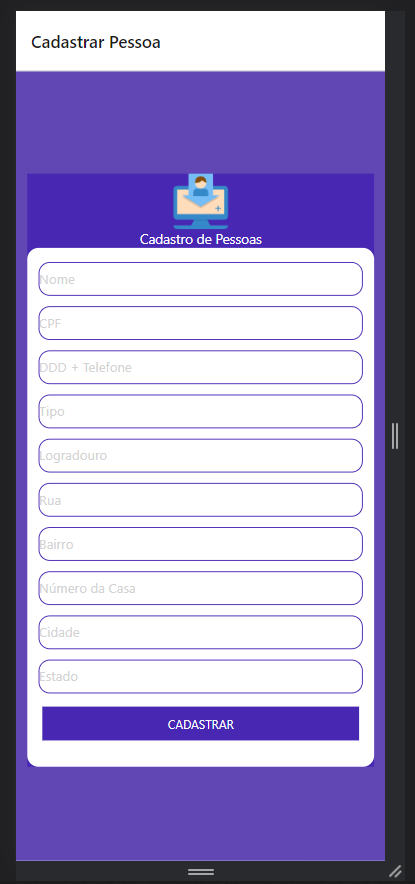 Cadastrar Pessoa
Cadastro de Pessoas
Nome
CPF
DDD + Telefone
Tipo
Logradouro
Rua
Bairro
Número da Casa
Cidade
Estado
CADASTRAR